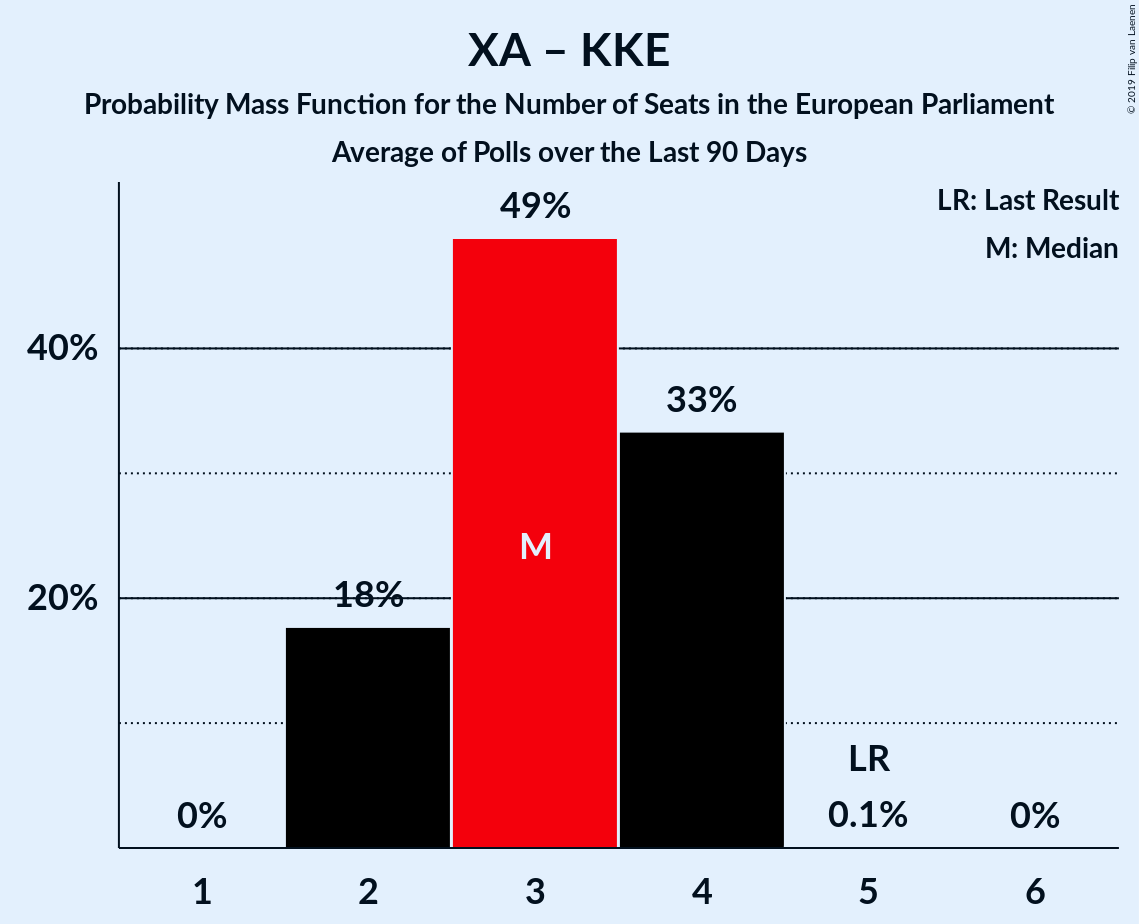 XA – KKE
Probability Mass Function for the Number of Seats in the European Parliament
Average of Polls over the Last 90 Days
© 2019 Filip van Laenen
LR: Last Result
M: Median
49%
40%
33%
M
20%
18%
LR
0%
0.1%
0%
1 2 3 4 5 6